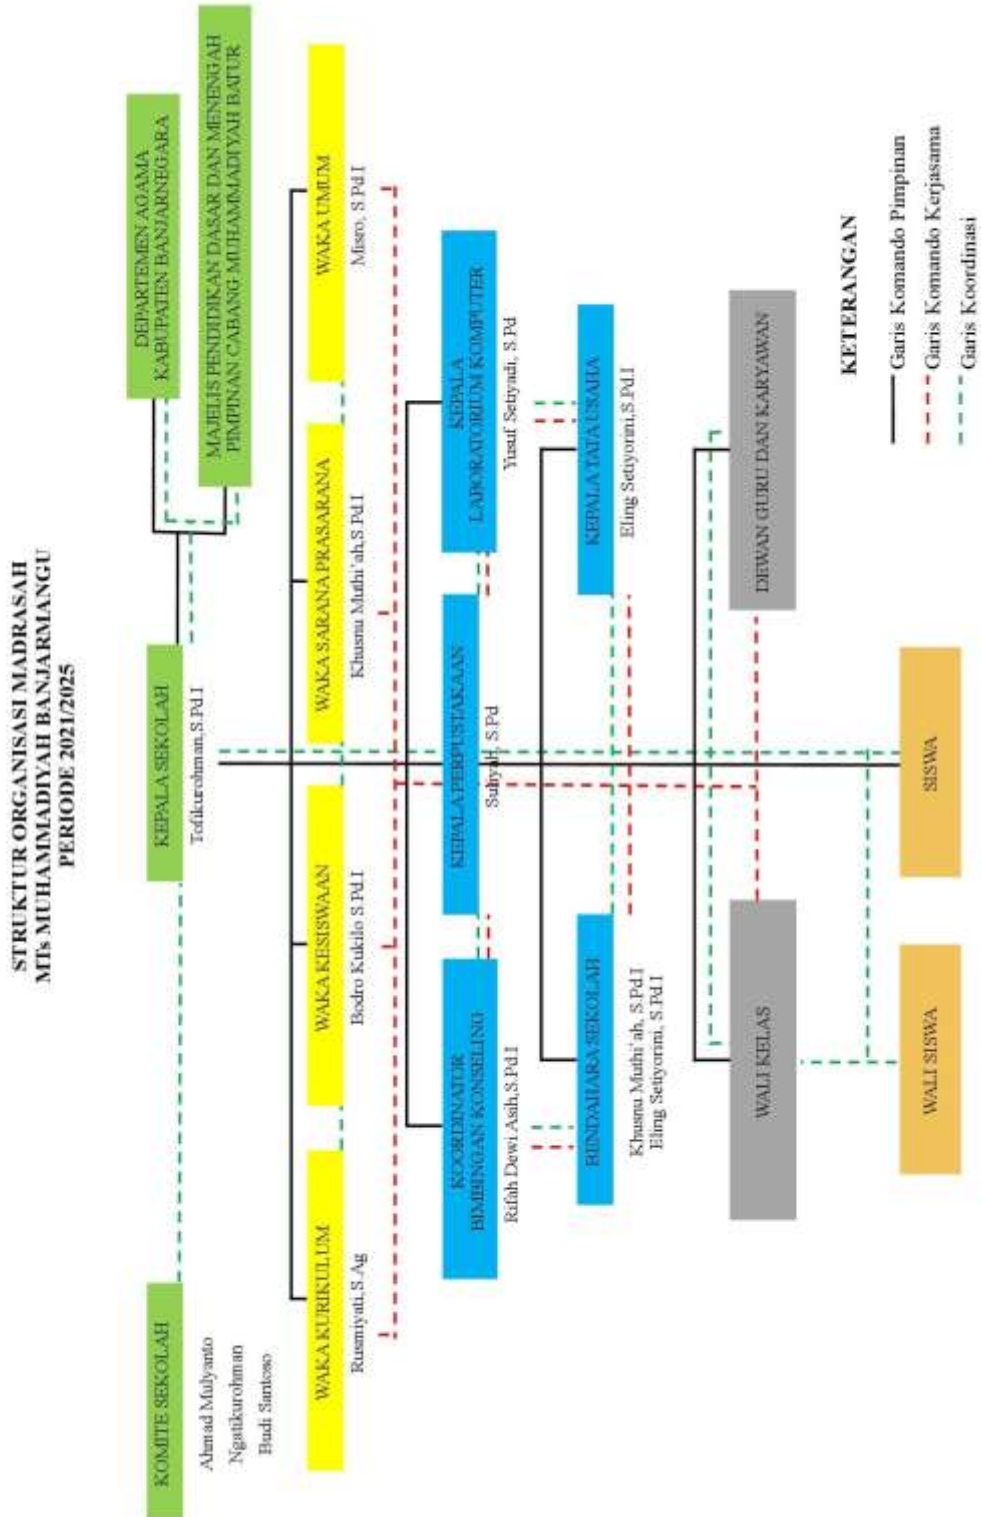 STRUKTUR ORGANISASI MADRASAH
MTs MUHAMMADIYAH BANJARMANGU
PERIODE 2021/2025
KOMITE SEKOLAH
Ahmad Mulyanto
Ngatikurohman
Budi Santoso
KEPALA SEKOLAH
Tofikurohman,S.Pd.I
DEPARTEMEN AGAMA
KABUPATEN BANJARNEGARA
MAJELIS PENDIDIKAN DASAR DAN MENENGAH
PIMPINAN CABANG MUHAMMADIYAH BATUR
WAKA KURIKULUM
Rusmiyati,S.Ag
WAKA KESISWAAN
Bodro Kukilo S.Pd.I
WAKA SARANA PRASARANA
Khusnu Muthi'ah,S.Pd.I
WAKA UMUM
Misro, S.Pd.I
KOORDINATOR
BIMBINGAN KONSELING
Rifah Dewi Asih,S.Pd.I
KEPALA PERPUSTAKAAN
S.Pd
KEPALA
LABORATORIUM KOMPUTER
Yusuf Setiyadi, S.Pd
BENDAHARA SEKOLAH
Khusnu Muthi'ah, S.Pd.I
Eling Setiyorini, S.Pd.I
KEPALA TATA USAHA
Eling Setiyorini,S.Pd.I
WALI KELAS
DEWAN GURU DAN KARYAWAN
WALI SISWA
SISWA
KETERANGAN
Garis Komando Pimpinan
Garis Komando Kerjasama
Garis Koordinasi